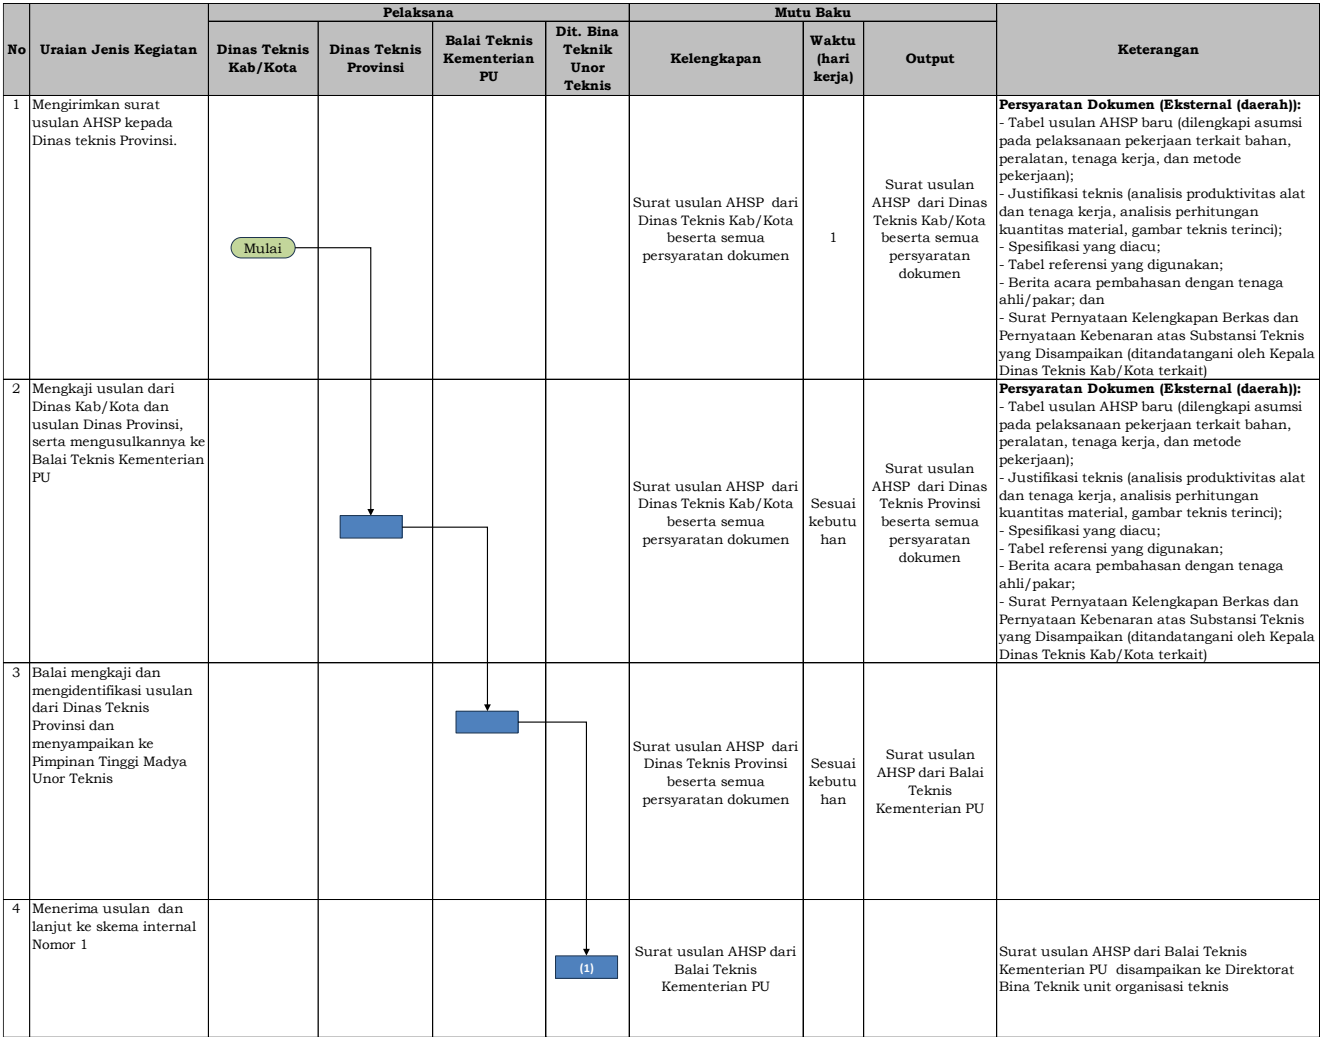 Pelaksana
Mutu Baku
No
Uraian Jenis Kegiatan
Dinas Teknis
Kab/Kota
Dinas Teknis
Provinsi
Balai Teknis
Kementerian
PU
Dit. Bina
Teknik
Unor
Teknis
Kelengkapan
Waktu
(hari
kerja)
Output
Keterangan
1
Mengirimkan surat
usulan AHSP kepada
Dinas teknis Provinsi.
Mulai
Surat usulan AHSP dari
Dinas Teknis Kab/Kota
beserta semua
persyaratan dokumen
1
Surat usulan
AHSP dari Dinas
Teknis Kab/Kota
beserta semua
persyaratan
dokumen
Persyaratan Dokumen (Eksternal (daerah)):
- Tabel usulan AHSP baru (dilengkapi asumsi
pada pelaksanaan pekerjaan terkait bahan,
peralatan, tenaga kerja, dan metode
pekerjaan);
- Justifikasi teknis (analisis produktivitas alat
dan tenaga kerja, analisis perhitungan
kuantitas material, gambar teknis terinci);
- Spesifikasi yang diacu;
- Tabel referensi yang digunakan;
- Berita acara pembahasan dengan tenaga
ahli/pakar; dan
- Surat Pernyataan Kelengkapan Berkas dan
Pernyataan Kebenaran atas Substansi Teknis
yang Disampaikan (ditandatangani oleh Kepala
Dinas Teknis Kab/Kota terkait)
2
Mengkaji usulan dari
Dinas Kab/Kota dan
usulan Dinas Provinsi,
serta mengusulkannya ke
Balai Teknis Kementerian
PU
Surat usulan AHSP dari
Dinas Teknis Kab/Kota
beserta semua
persyaratan dokumen
Sesuai
kebutu
han
Surat usulan
AHSP dari Dinas
Teknis Provinsi
beserta semua
persyaratan
dokumen
Persyaratan Dokumen (Eksternal (daerah)):
- Tabel usulan AHSP baru (dilengkapi asumsi
pada pelaksanaan pekerjaan terkait bahan,
peralatan, tenaga kerja, dan metode
pekerjaan);
- Justifikasi teknis (analisis produktivitas alat
dan tenaga kerja, analisis perhitungan
kuantitas material, gambar teknis terinci);
- Spesifikasi yang diacu;
- Tabel referensi yang digunakan;
- Berita acara pembahasan dengan tenaga
ahli/pakar;
- Surat Pernyataan Kelengkapan Berkas dan
Pernyataan Kebenaran atas Substansi Teknis
yang Disampaikan (ditandatangani oleh Kepala
Dinas Teknis Kab/Kota terkait)
3
Balai mengkaji dan
mengidentifikasi usulan
dari Dinas Teknis
Provinsi dan
menyampaikan ke
Pimpinan Tinggi Madya
Unor Teknis
Surat usulan AHSP dari
Dinas Teknis Provinsi
beserta semua
persyaratan dokumen
Sesuai
kebutu
han
Surat usulan
AHSP dari Balai
Teknis
Kementerian PU
4
Menerima usulan dan
lanjut ke skema internal
Nomor 1
(1)
Surat usulan AHSP dari
Balai Teknis
Kementerian PU
Surat usulan AHSP dari Balai Teknis
Kementerian PU disampaikan ke Direktorat
Bina Teknik unit organisasi teknis